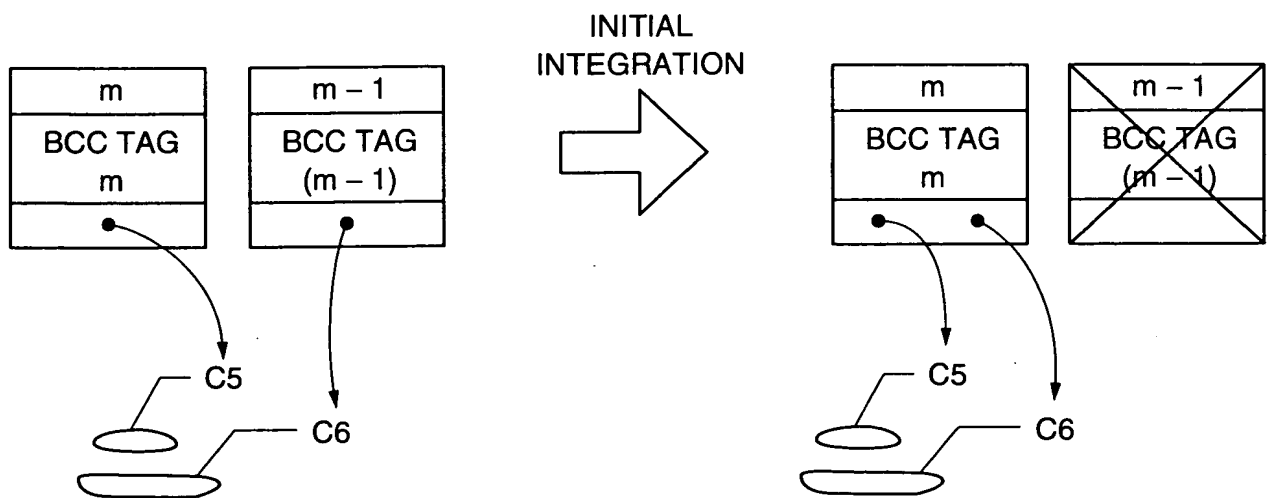 INITIAL
INTEGRATION
m
BCC TAG
m
m – 1
BCC TAG
(m – 1)
C5
C6
m
BCC TAG
m
m – 1
BCC TAG
(m – 1)
C5
C6